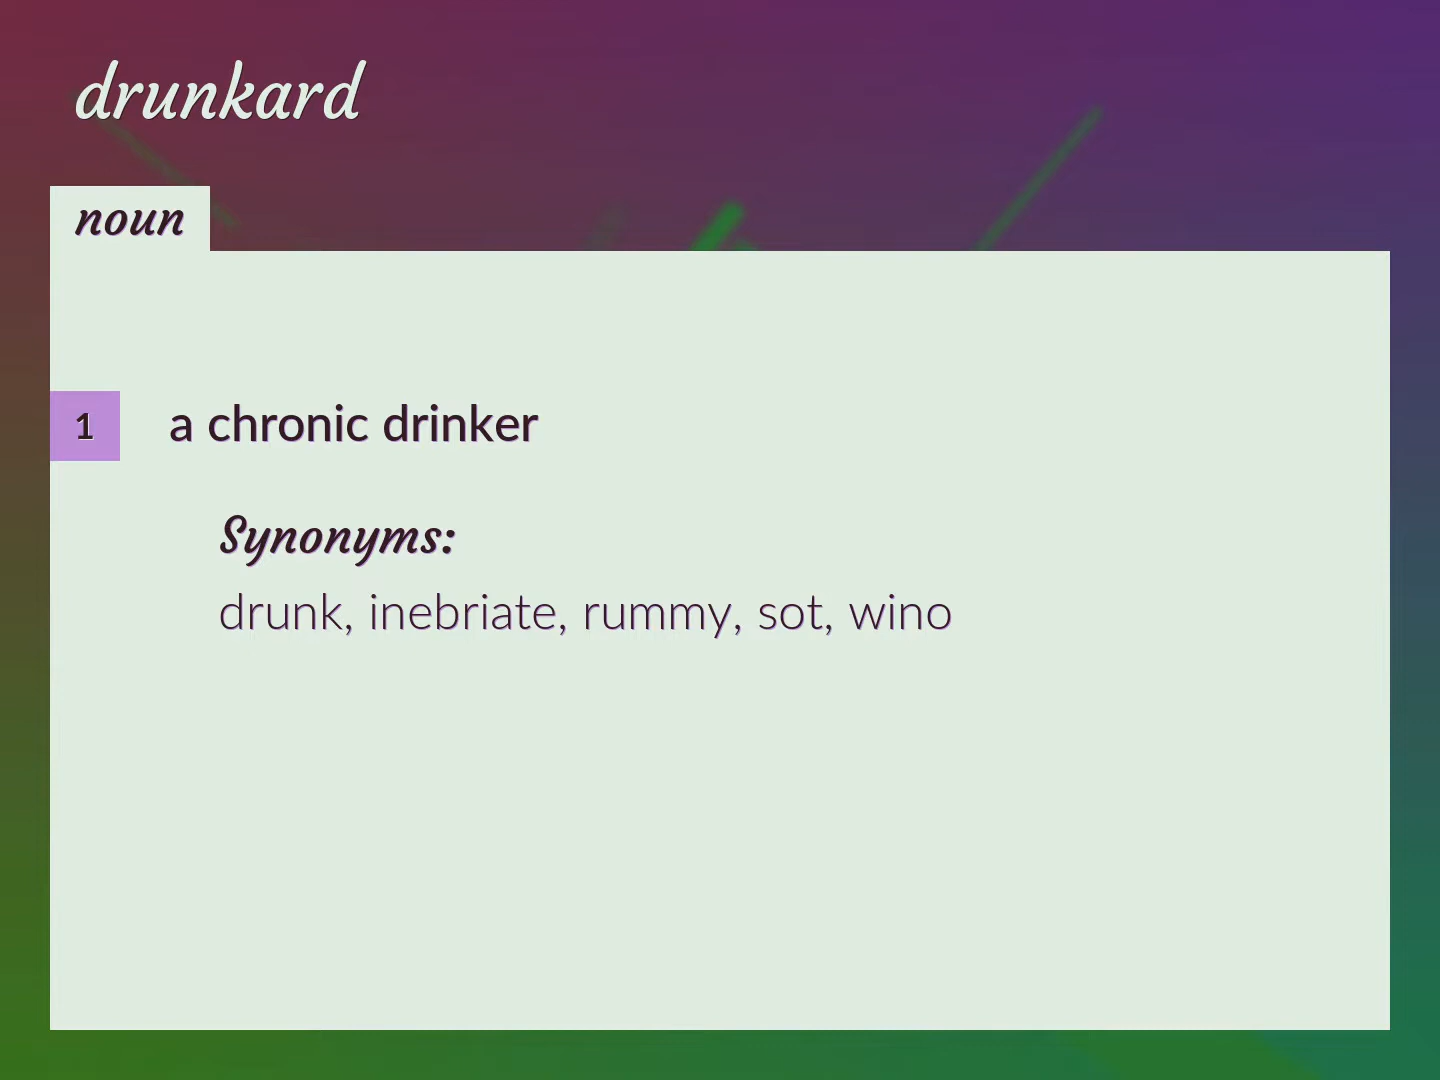 drunkard
noun
1 a chronic drinker
Synonyms:
drunk, inebriate, rummy, sot, wino